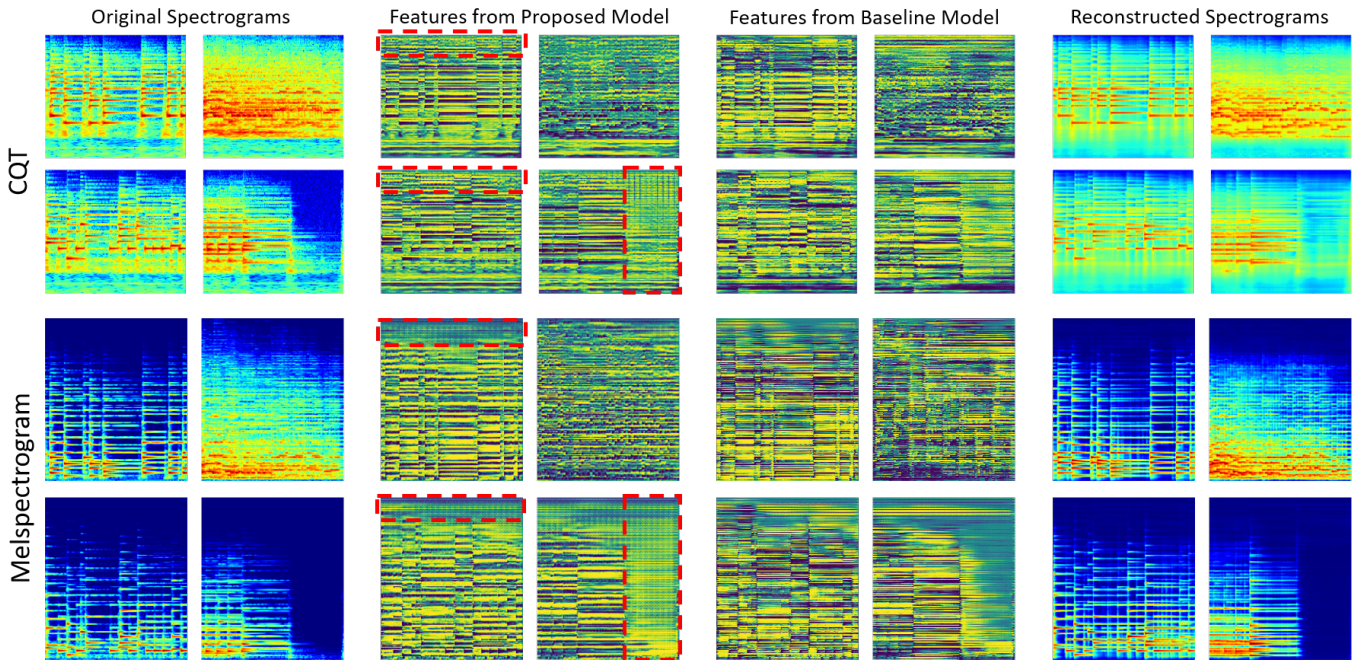 Original Spectrograms
Features from Proposed Model
Features from Baseline Model
Reconstructed Spectrograms
CQT
Melspectrogram